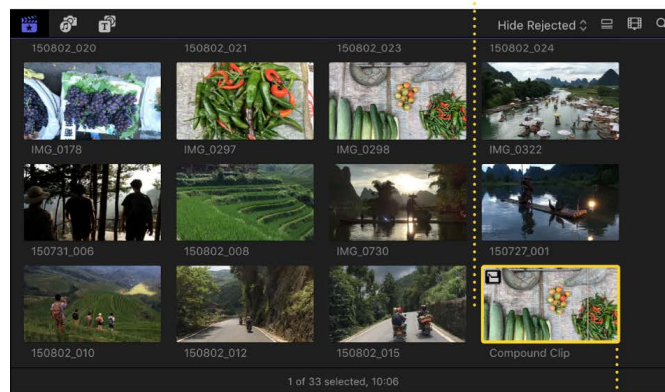 T
Hide Rejected
150802_020 150802_021 150802_023 150802_024
IMG_0178 IMG_0297 IMG_0298 IMG_0322
150731_006 150802_008 IMG_0730 150727_001
150802_010 150802_012 150802_015 Compound Clip
1 of 33 selected, 10:06